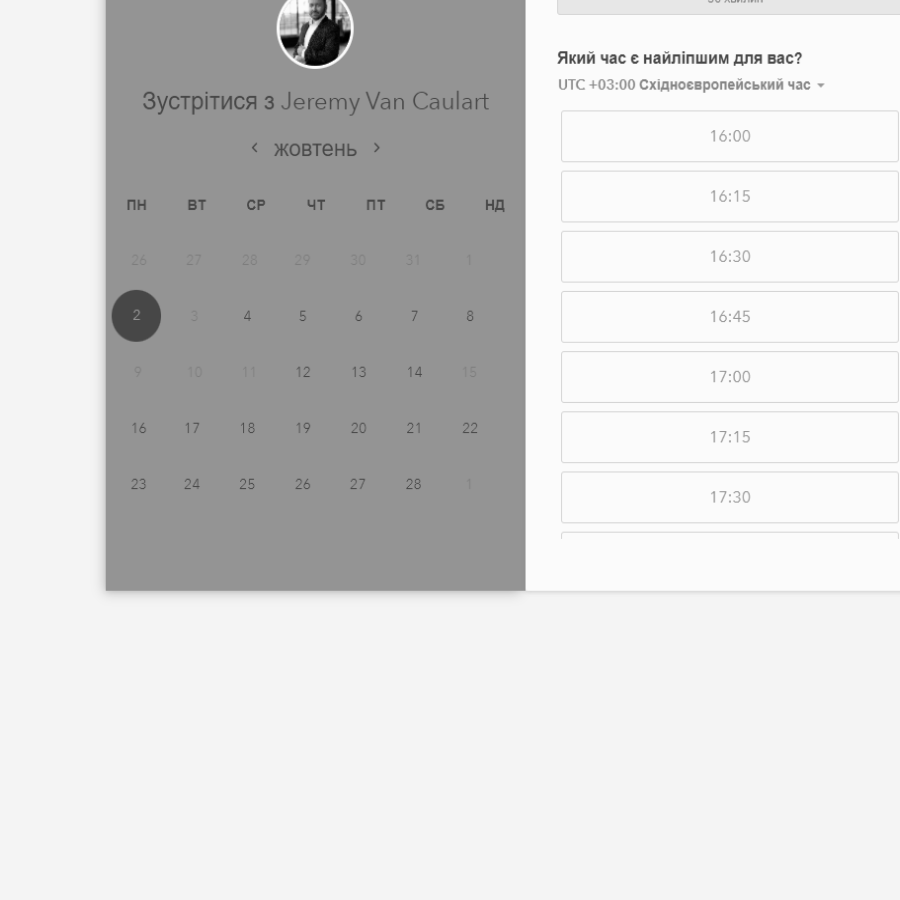 Зустрітися з Jeremy Van Caulart
жовтень
ПН ВТ СР ЧТ ПТ СБ НД
26 27 28 29 30 31 1
2 3 4 5 6 7 8
9 10 11 12 13 14 15
16 17 18 19 20 21 22
23 24 25 26 27 28 1
Який час є найліпшим для вас?
UTC +03:00 Східноєвропейський час
16:00
16:15
16:30
16:45
17:00
17:15
17:30